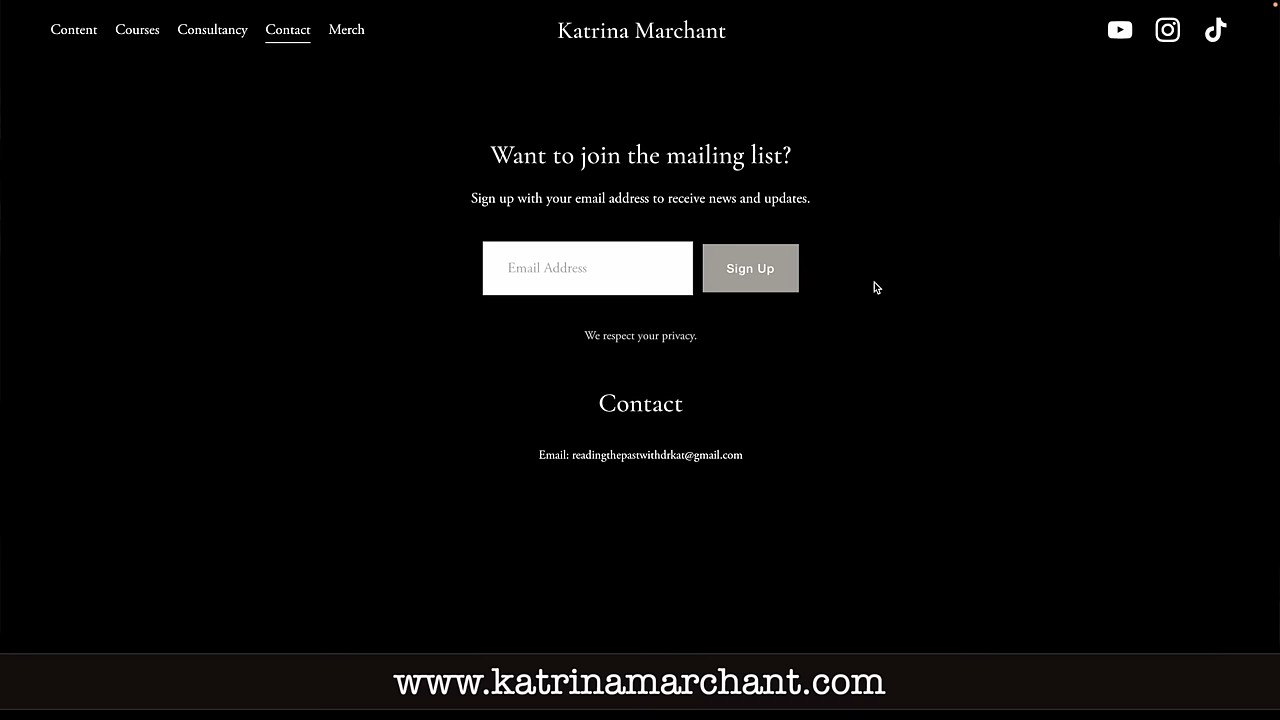 Content Courses Consultancy Contact Merch Katrina Marchant
Want to join the mailing list?
Sign up with your email address to receive news and updates.
Email Address Sign Up
We respect your privacy.
Contact
Email: readingthepastwithdrkat@gmail.com
www.katrinamarchant.com